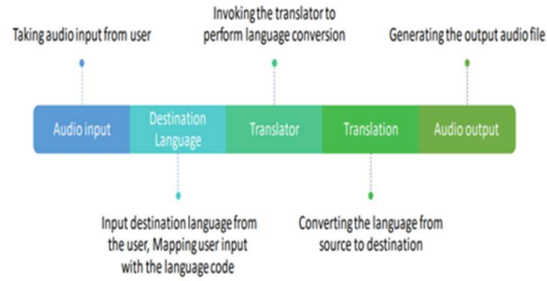 Taking audio input from user
Invoking the translator to
perform language conversion
Generating the output audio file
Audio input
Destination
Language
Translator
Translation
Audio output
Input destination language from
the user, Mapping user input
with the language code
Converting the language from
source to destination